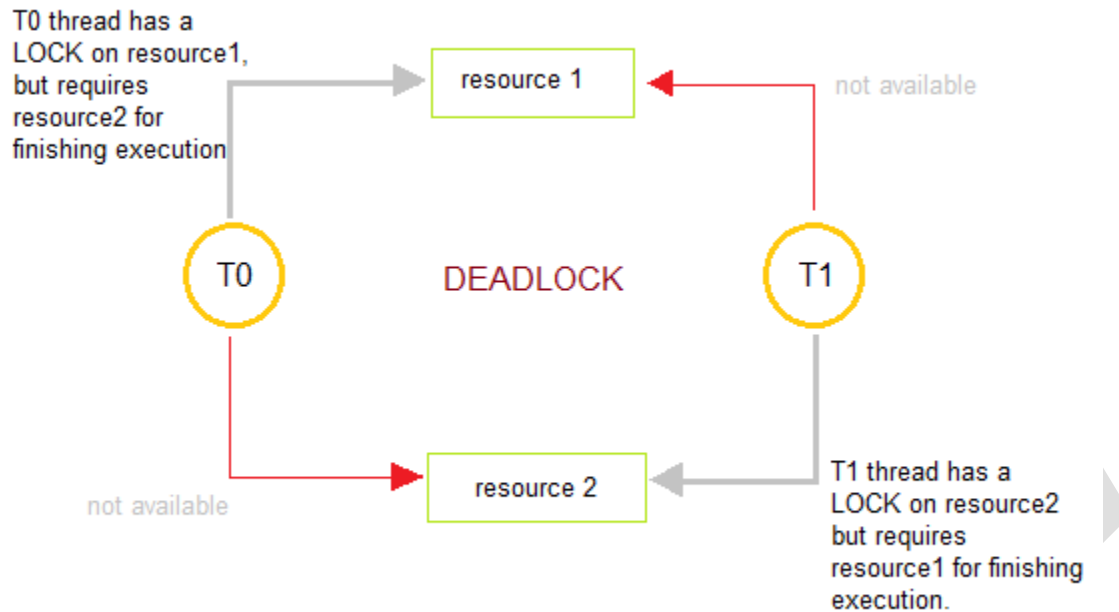 T0 thread has a
LOCK on resource1,
but requires
resource2 for
finishing execution
resource 1
not available
T0
DEADLOCK
T1
not available
resource 2
T1 thread has a
LOCK on resource2
but requires
resource1 for finishing
execution.